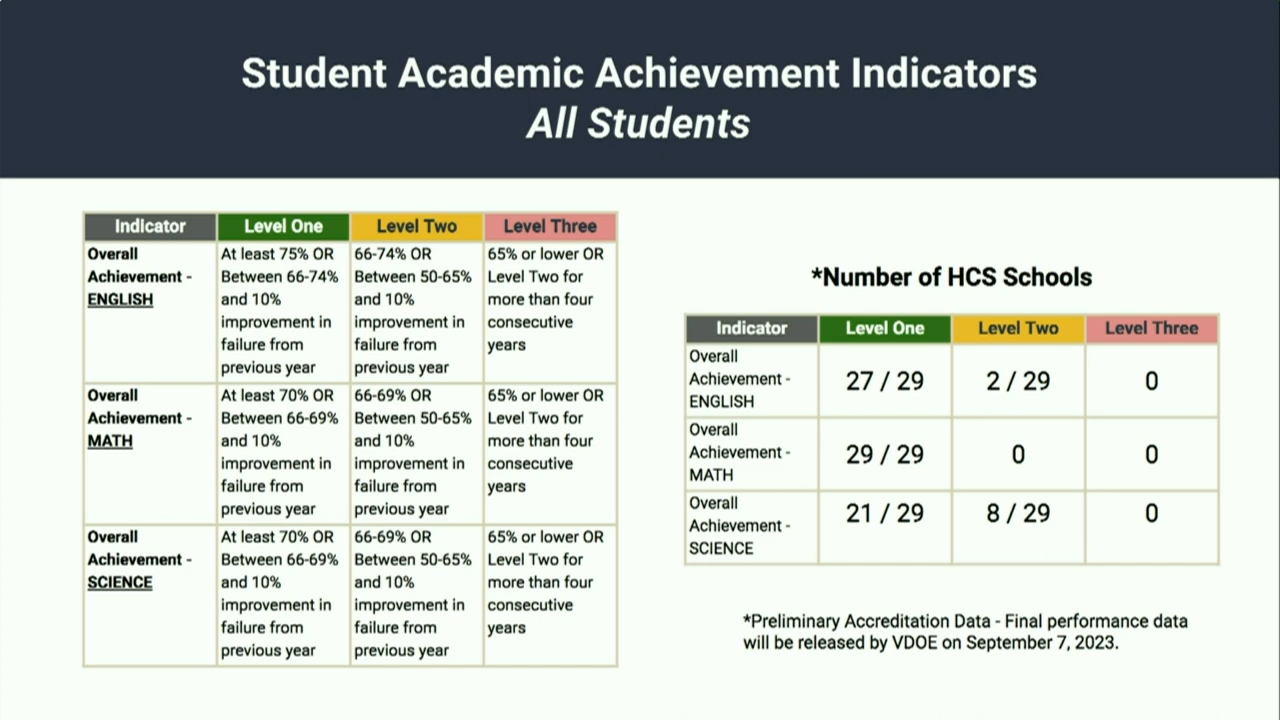 Student Academic Achievement Indicators
All Students
Indicator Level One Level Two Level Three
Overall
Achievement -
ENGLISH
At least 75% OR
Between 66-74%
and 10%
improvement in
failure from
previous year
66-74% OR
Between 50-65%
and 10%
improvement in
failure from
previous year
65% or lower OR
Level Two for
more than four
consecutive
years
Overall
Achievement -
MATH
At least 70% OR
Between 66-69%
and 10%
improvement in
failure from
previous year
66-69% OR
Between 50-65%
and 10%
improvement in
failure from
previous year
65% or lower OR
Level Two for
more than four
consecutive
years
Overall
Achievement -
SCIENCE
At least 70% OR
Between 66-69%
and 10%
improvement in
failure from
previous year
66-69% OR
Between 50-65%
and 10%
improvement in
failure from
previous year
65% or lower OR
Level Two for
more than four
consecutive
years
*Number of HCS Schools
Indicator Level One Level Two Level Three
Overall
Achievement -
ENGLISH
27 / 29 2 / 29 0
Overall
Achievement -
MATH
29 / 29 0 0
Overall
Achievement -
SCIENCE
21 / 29 8 / 29 0
*Preliminary Accreditation Data - Final performance data
will be released by VDOE on September 7, 2023.